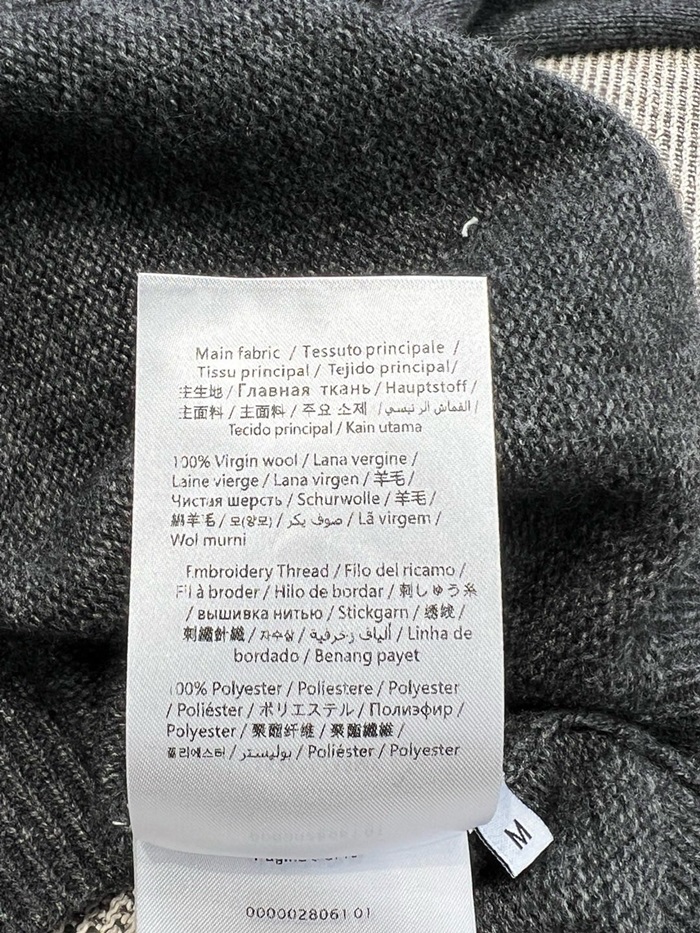 Main fabric / Tessuto principale /
Tissu principal / Tejido principal/
主生地 / Главная ткань / Hauptstoff /
主面料 / 主面料 / 주요 소제 / القماش الرئيسي /
Tecido principal / Kain utama
100% Virgin wool / Lana vergine /
Laine vierge / Lana virgen / 羊毛 /
Чистая шерсть / Schurwolle / 羊毛 /
綿羊毛 / 모(양모) / صوف بكر / Lã virgem /
Wol murni
Embroidery Thread / Filo del ricamo /
Fil à broder / Hilo de bordar / 刺しゅう糸
/ вышивка нитью / Stickgarn / 绣线 /
刺繡針織 / 자수실 / ألياف زخرفية / Linha de
bordado / Benang payet
100% Polyester / Poliestere / Polyester
/ Poliéster / ポリエステル / Полиэфир /
Polyester / 聚酯纤维 / 聚酯纖維 /
폴리에스터 / بوليستر / Poliéster / Polyester
M
0000028061 01